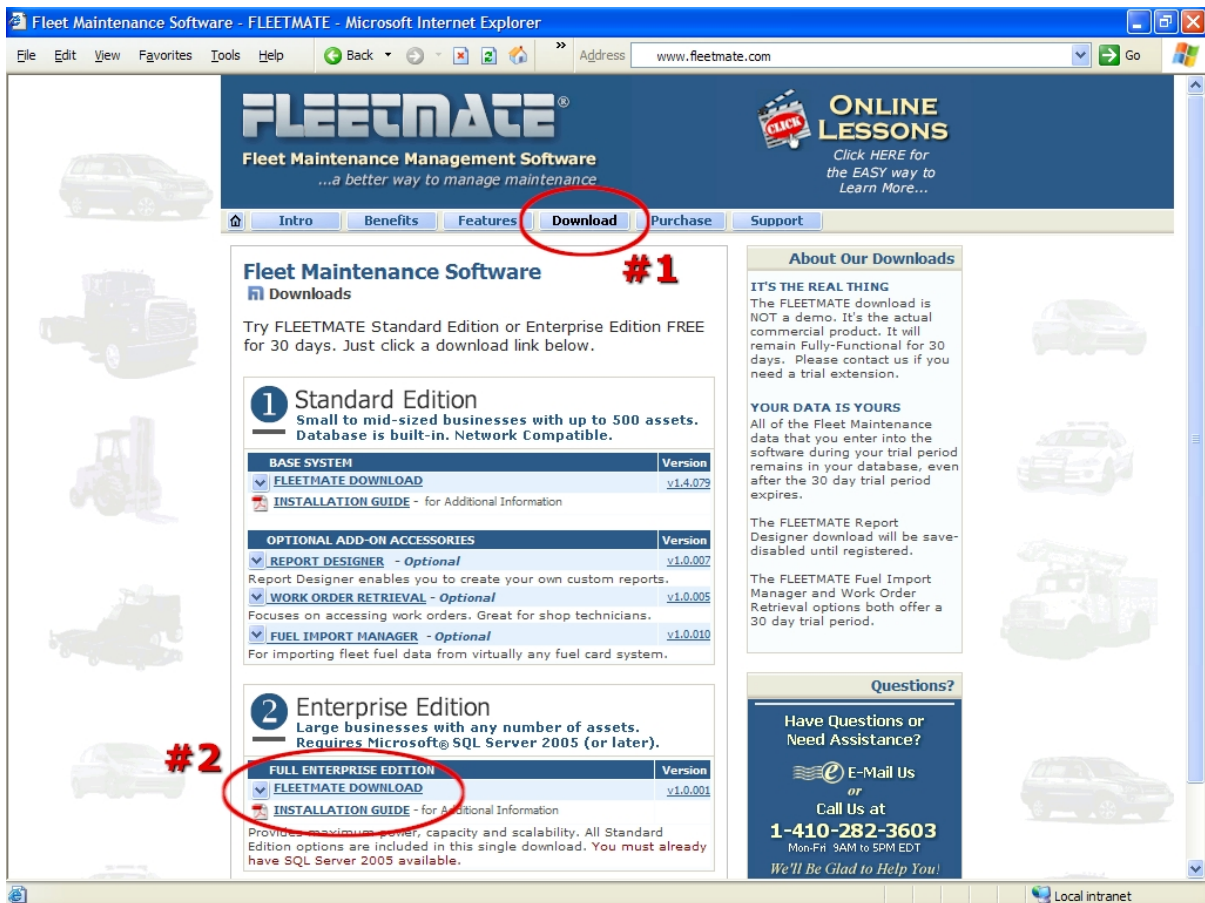 Fleet Maintenance Software - FLEETMATE - Microsoft Internet Explorer
File Edit View Favorites Tools Help Back » Address www.fleetmate.com Go
FLEETMATE®
Fleet Maintenance Management Software
...a better way to manage maintenance
CLICK
ONLINE
LESSONS
Click HERE for
the EASY way to
Learn More...
Intro Benefits Features Download Purchase Support
#1
Fleet Maintenance Software
Downloads
Try FLEETMATE Standard Edition or Enterprise Edition FREE
for 30 days. Just click a download link below.
1 Standard Edition
Small to mid-sized businesses with up to 500 assets.
Database is built-in. Network Compatible.
BASE SYSTEM Version
FLEETMATE DOWNLOAD v1.4.079
INSTALLATION GUIDE - for Additional Information
OPTIONAL ADD-ON ACCESSORIES Version
REPORT DESIGNER - Optional v1.0.007
Report Designer enables you to create your own custom reports.
WORK ORDER RETRIEVAL - Optional v1.0.005
Focuses on accessing work orders. Great for shop technicians.
FUEL IMPORT MANAGER - Optional v1.0.010
For importing fleet fuel data from virtually any fuel card system.
2 Enterprise Edition
Large businesses with any number of assets.
Requires Microsoft® SQL Server 2005 (or later).
#2
FULL ENTERPRISE EDITION Version
FLEETMATE DOWNLOAD v1.0.001
INSTALLATION GUIDE - for Additional Information
Provides maximum power, capacity and scalability. All Standard
Edition options are included in this single download. You must already
have SQL Server 2005 available.
About Our Downloads
IT'S THE REAL THING
The FLEETMATE download is
NOT a demo. It's the actual
commercial product. It will
remain Fully-Functional for 30
days. Please contact us if you
need a trial extension.
YOUR DATA IS YOURS
All of the Fleet Maintenance
data that you enter into the
software during your trial period
remains in your database, even
after the 30 day trial period
expires.
The FLEETMATE Report
Designer download will be save-
disabled until registered.
The FLEETMATE Fuel Import
Manager and Work Order
Retrieval options both offer a
30 day trial period.
Questions?
Have Questions or
Need Assistance?
e E-Mail Us
or
Call Us at
1-410-282-3603
Mon-Fri 9AM to 5PM EDT
We'll Be Glad to Help You!
Local intranet